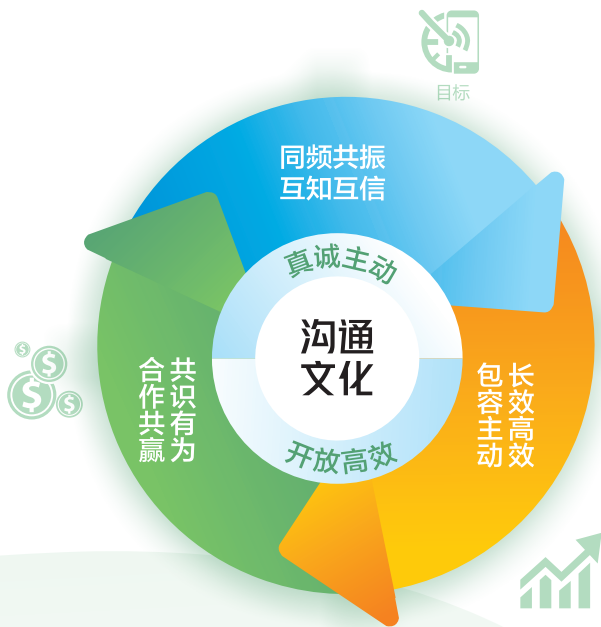 目标
同频共振
互知互信
真诚主动
沟通
文化
开放高效
长效高效
包容主动
共识有为
合作共赢
$
$
$
$